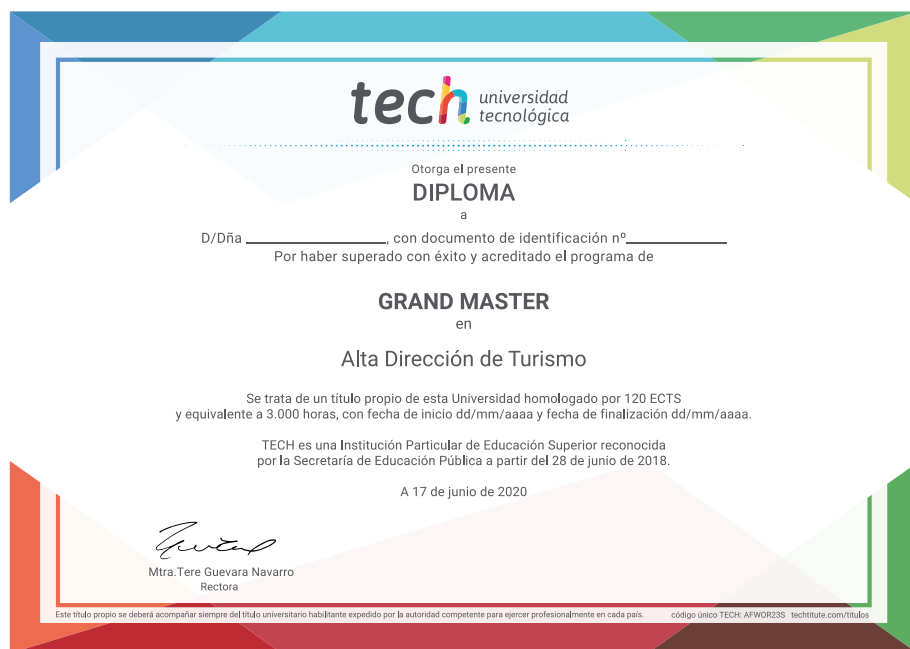 tech universidad
tecnológica
Otorga el presente
DIPLOMA
a
D/Dña ________________, con documento de identificación nº____________
Por haber superado con éxito y acreditado el programa de
GRAND MASTER
en
Alta Dirección de Turismo
Se trata de un título propio de esta Universidad homologado por 120 ECTS
y equivalente a 3.000 horas, con fecha de inicio dd/mm/aaaa y fecha de finalización dd/mm/aaaa.
TECH es una Institución Particular de Educación Superior reconocida
por la Secretaría de Educación Pública a partir del 28 de junio de 2018.
A 17 de junio de 2020
Mtra.Tere Guevara Navarro
Rectora
Este título propio se deberá acompañar siempre del título universitario habilitante expedido por la autoridad competente para ejercer profesionalmente en cada país. código único TECH: AFWOR23S techtitute.com/titulos